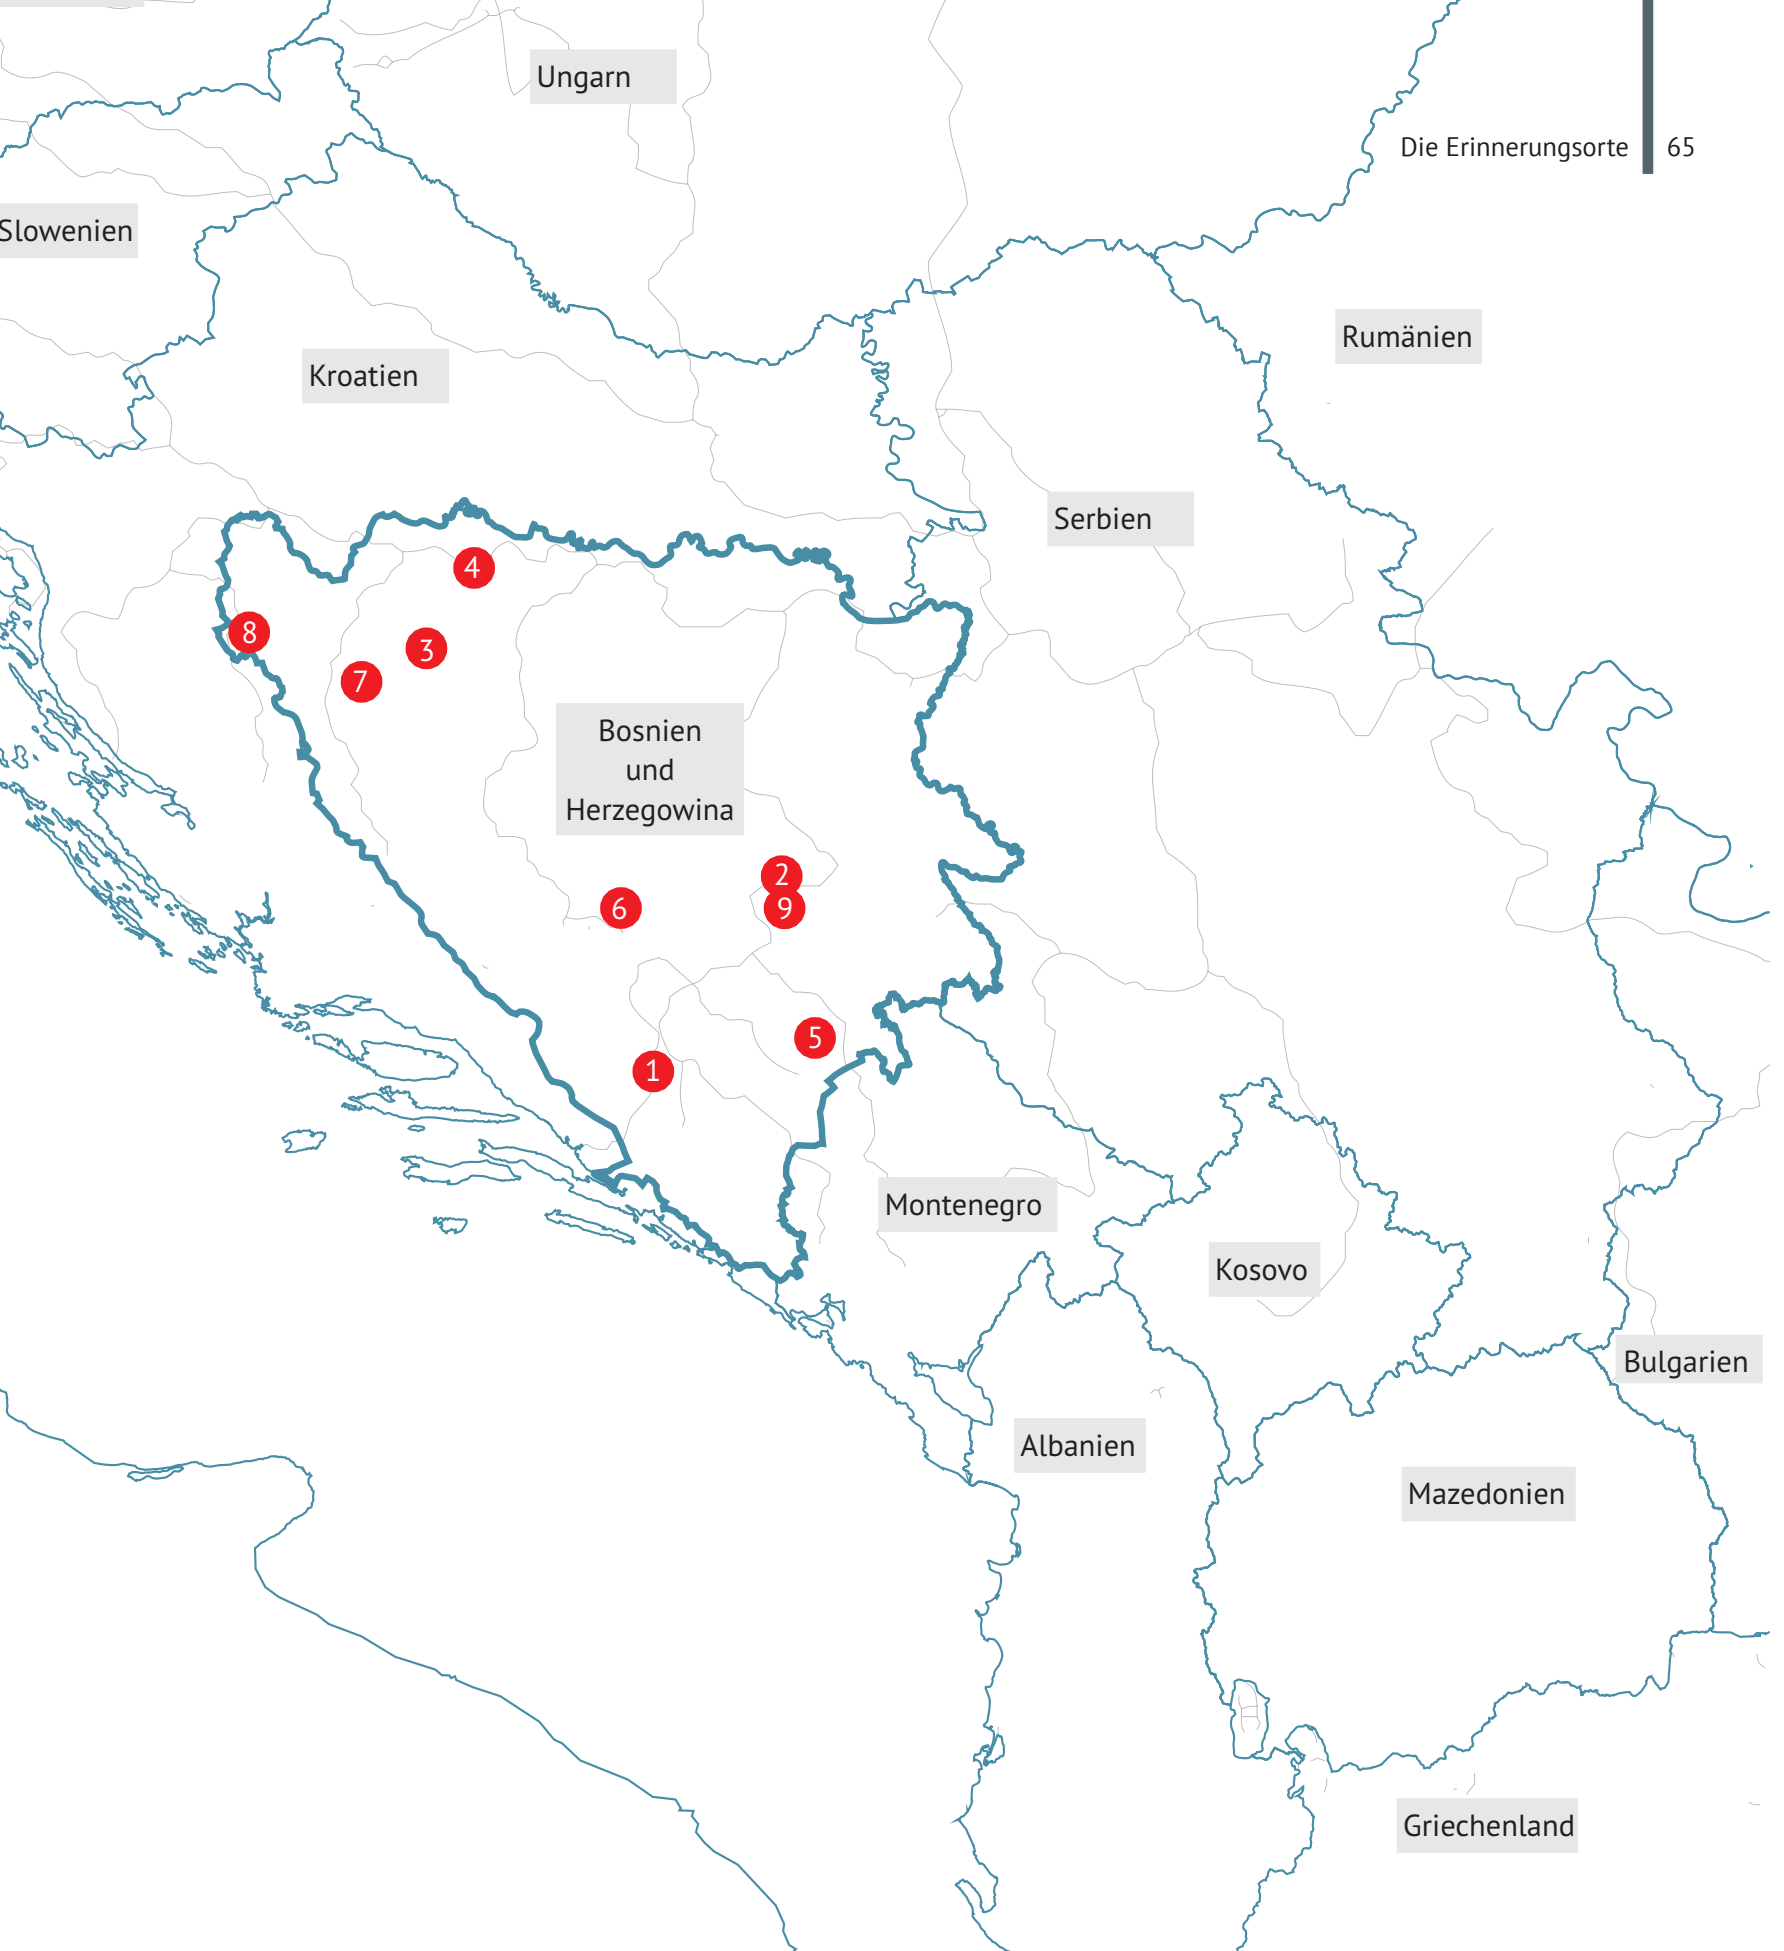 Ungarn
Die Erinnerungsorte
65
Slowenien
Rumänien
Kroatien
Serbien
4
8
3
7
Bosnien
und
Herzegowina
2
6
9
5
1
Montenegro
Kosovo
Bulgarien
Albanien
Mazedonien
Griechenland